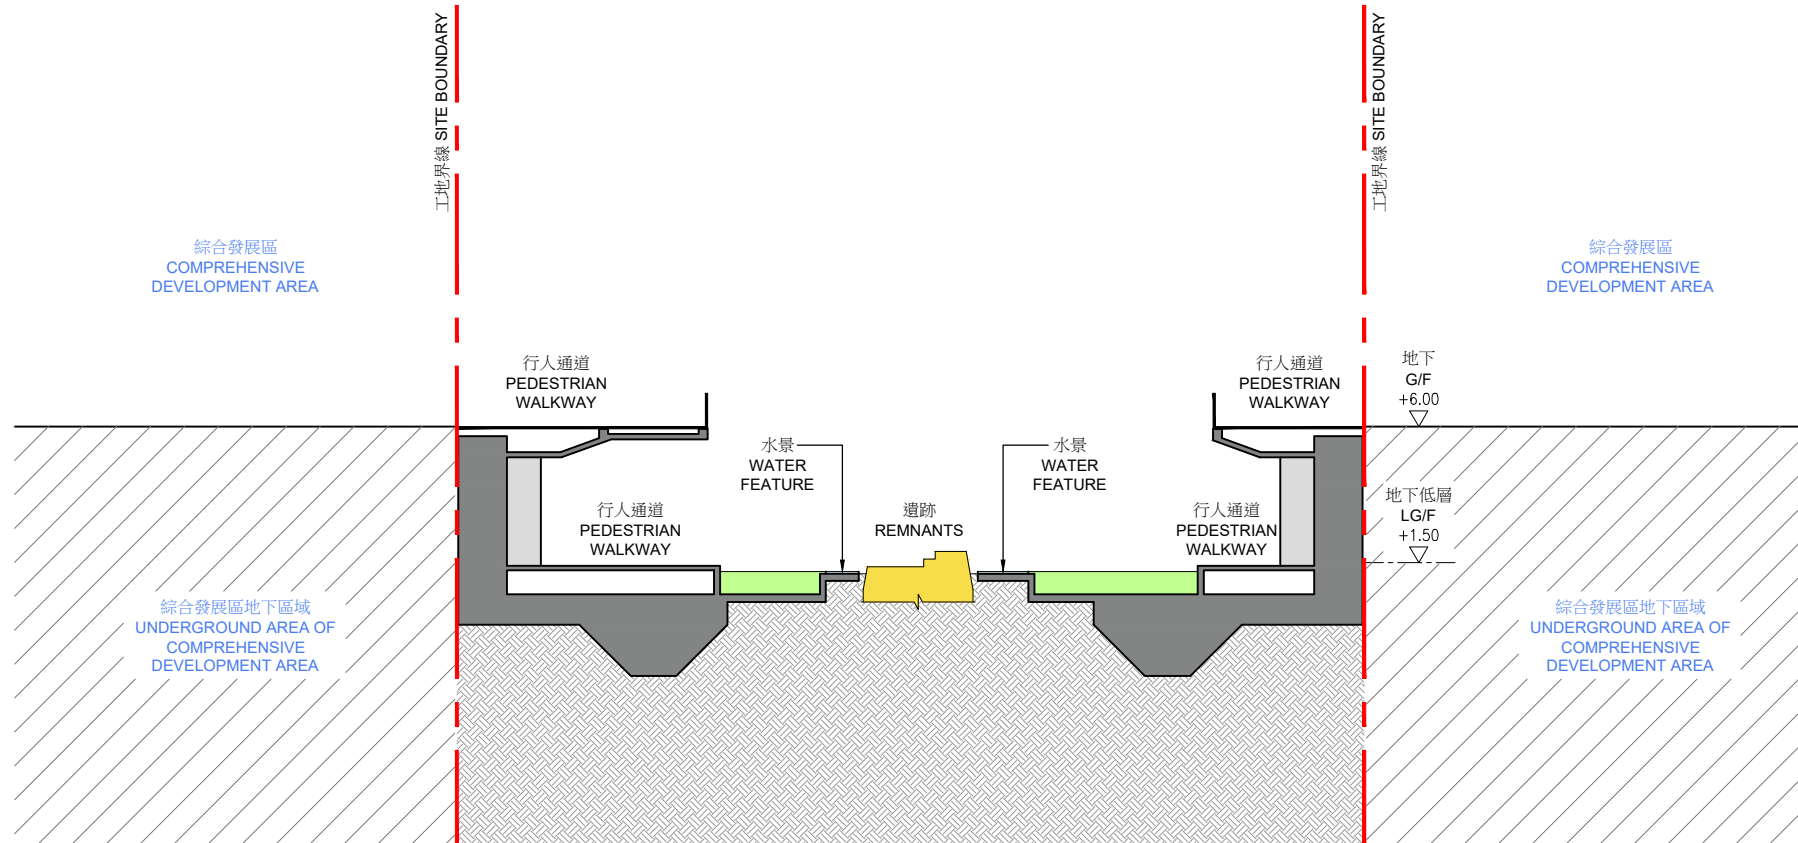 工地界線 SITE BOUNDARY
工地界線 SITE BOUNDARY
綜合發展區
COMPREHENSIVE
DEVELOPMENT AREA
綜合發展區
COMPREHENSIVE
DEVELOPMENT AREA
行人通道
PEDESTRIAN
WALKWAY
行人通道
PEDESTRIAN
WALKWAY
地下
G/F
+6.00
水景
WATER
FEATURE
水景
WATER
FEATURE
行人通道
PEDESTRIAN
WALKWAY
遺跡
REMNANTS
行人通道
PEDESTRIAN
WALKWAY
地下低層
LG/F
+1.50
綜合發展區地下區域
UNDERGROUND AREA OF
COMPREHENSIVE
DEVELOPMENT AREA
綜合發展區地下區域
UNDERGROUND AREA OF
COMPREHENSIVE
DEVELOPMENT AREA